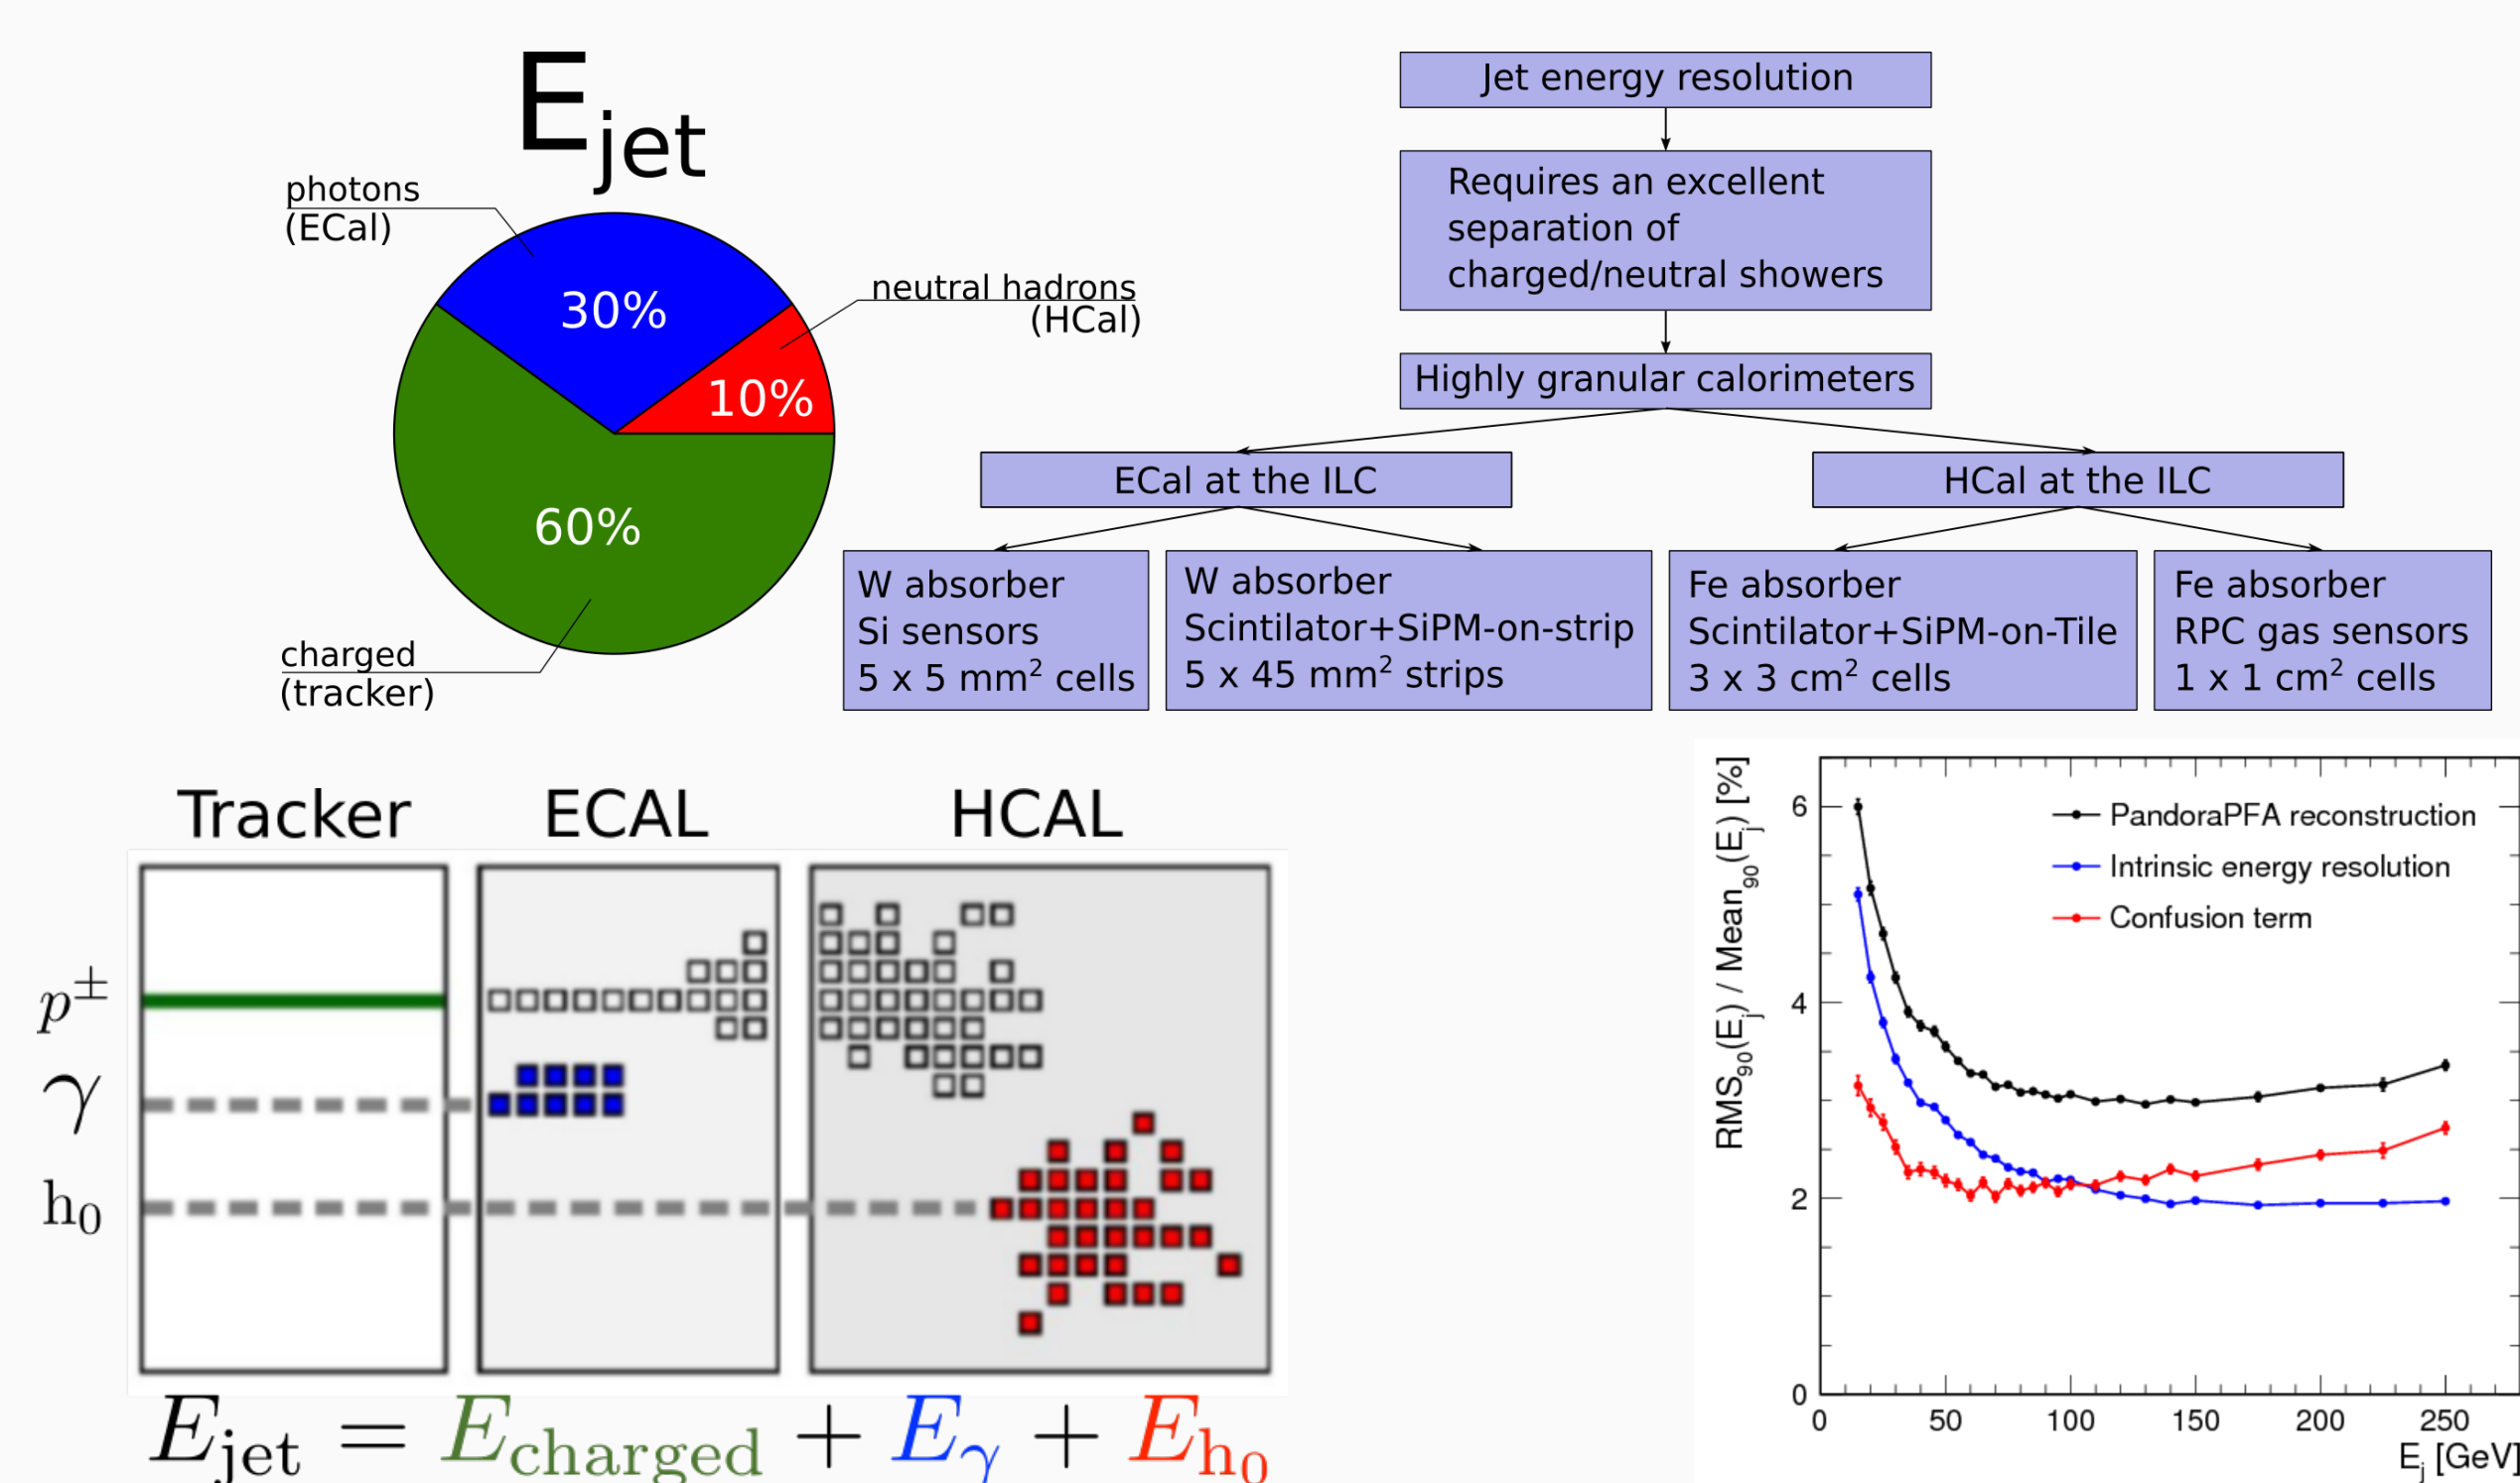 E_jet
photons
(ECal)
30%
neutral hadrons
(HCal)
10%
60%
charged
(tracker)
Jet energy resolution
Requires an excellent
separation of
charged/neutral showers
Highly granular calorimeters
ECal at the ILC
HCal at the ILC
W absorber
Si sensors
5 x 5 mm² cells
W absorber
Scintilator+SiPM-on-strip
5 x 45 mm² strips
Fe absorber
Scintilator+SiPM-on-Tile
3 x 3 cm² cells
Fe absorber
RPC gas sensors
1 x 1 cm² cells
Tracker ECAL HCAL
p±
γ
h₀
E_jet = E_charged + E_γ + E_h₀
RMS₉₀(E_j) / Mean₉₀(E_j) [%]
6
4
2
0
PandoraPFA reconstruction
Intrinsic energy resolution
Confusion term
0 50 100 150 200 250
E_j [GeV]